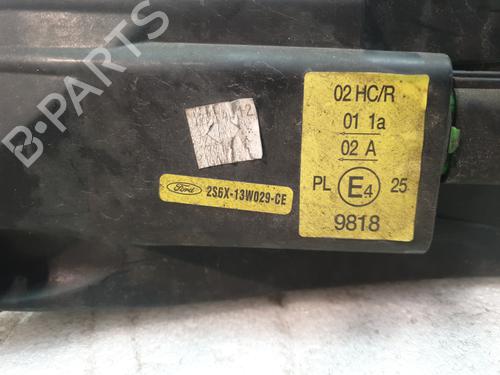 B-PARTS
02 HC/R
01 1a
02 A
PL E4 25
9818
Ford 2S6X-13W029-CE